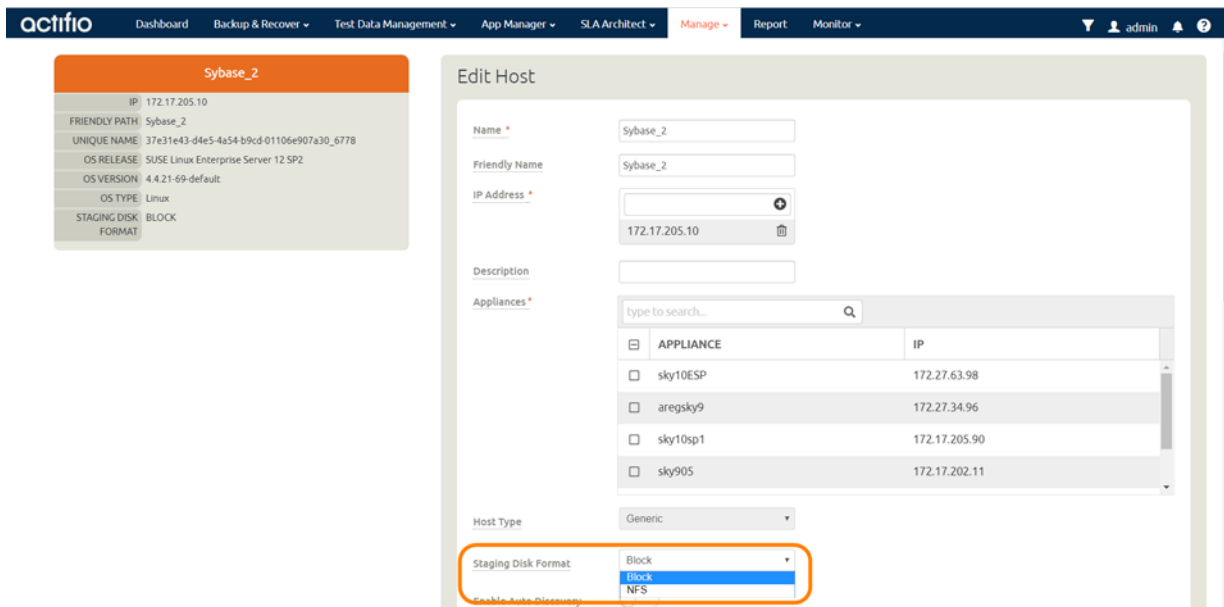 actifio Dashboard Backup & Recover Test Data Management App Manager SLA Architect Manage Report Monitor admin
Sybase_2
IP 172.17.205.10
FRIENDLY PATH Sybase_2
UNIQUE NAME 37e31e43-d4e5-4a54-b9cd-01106e907a30_6778
OS RELEASE SUSE Linux Enterprise Server 12 SP2
OS VERSION 4.4.21-69-default
OS TYPE Linux
STAGING DISK BLOCK
FORMAT
Edit Host
Name * Sybase_2
Friendly Name Sybase_2
IP Address *
172.17.205.10
Description
Appliances* type to search...
APPLIANCE IP
sky10ESP 172.27.63.98
aregsky9 172.27.34.96
sky10sp1 172.17.205.90
sky905 172.17.202.11
Host Type Generic
Staging Disk Format Block
Block
NFS
Enable Auto Discovery